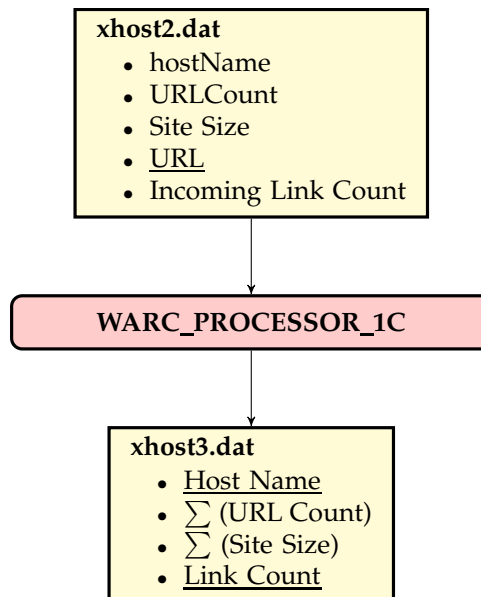 xhost2.dat
• hostName
• URLCount
• Site Size
• URL
• Incoming Link Count
WARC_PROCESSOR_1C
xhost3.dat
• Host Name
• ∑ (URL Count)
• ∑ (Site Size)
• Link Count